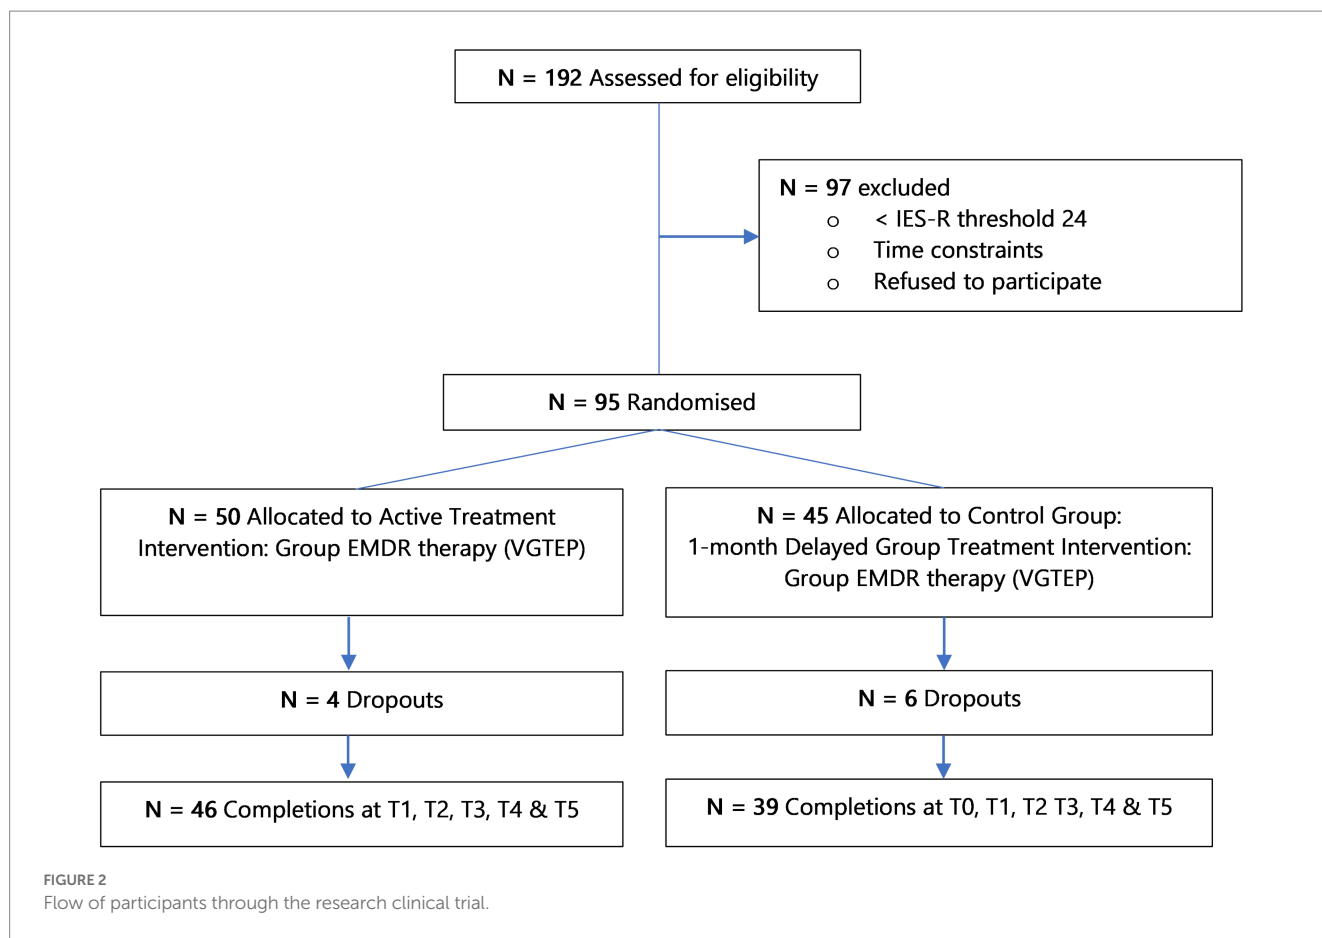 N = 192 Assessed for eligibility
N = 97 excluded
o < IES-R threshold 24
o Time constraints
o Refused to participate
N = 95 Randomised
N = 50 Allocated to Active Treatment
Intervention: Group EMDR therapy (VGTEP)
N = 45 Allocated to Control Group:
1-month Delayed Group Treatment Intervention:
Group EMDR therapy (VGTEP)
N = 4 Dropouts
N = 6 Dropouts
N = 46 Completions at T1, T2, T3, T4 & T5
N = 39 Completions at T0, T1, T2 T3, T4 & T5
FIGURE 2
Flow of participants through the research clinical trial.